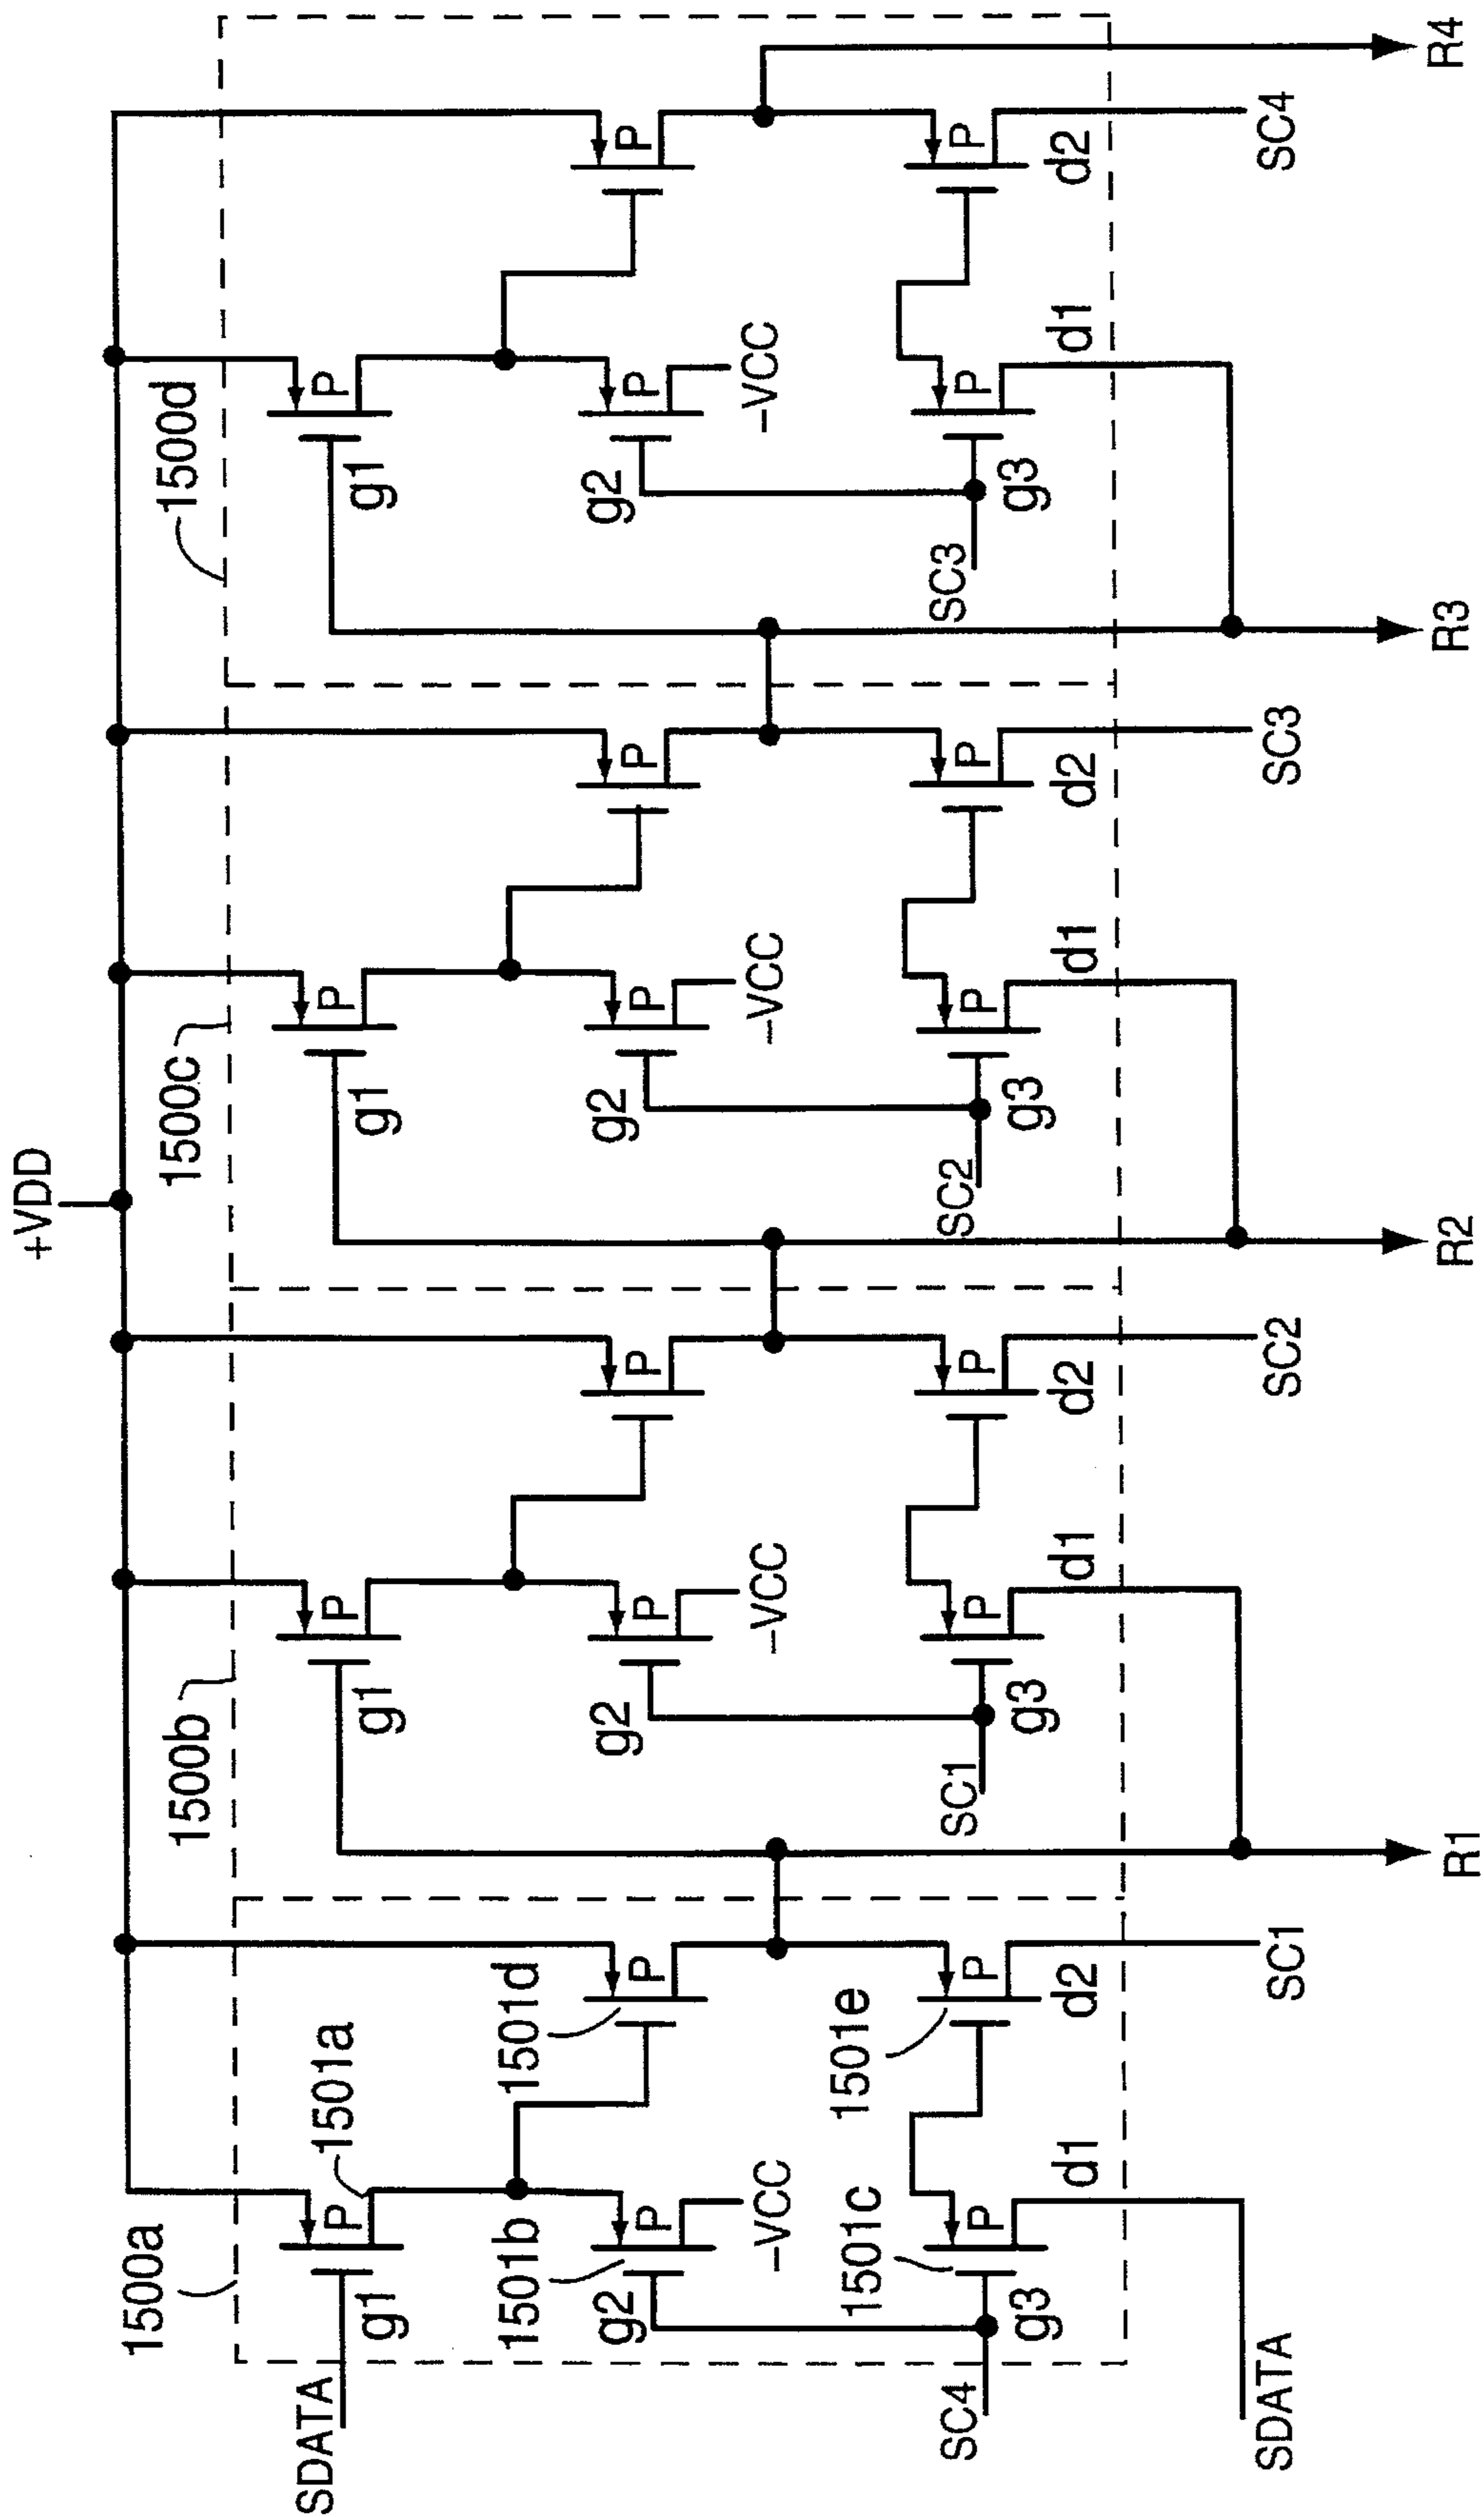 +VDD
1500a
1500b
1500c
1500d
SDATA
g1
P
1501a
1501d
P
g1
P
P
g1
P
P
g1
P
P
1501b
g2
P
-VCC
g2
P
-VCC
g2
P
-VCC
g2
P
-VCC
SC4
1501c
g3
P
d1
1501e
P
d2
SC1
g3
P
d1
P
d2
SC2
g3
P
d1
P
d2
SC3
g3
P
d1
P
d2
SDATA
SC1
SC2
SC3
SC4
R1
R2
R3
R4